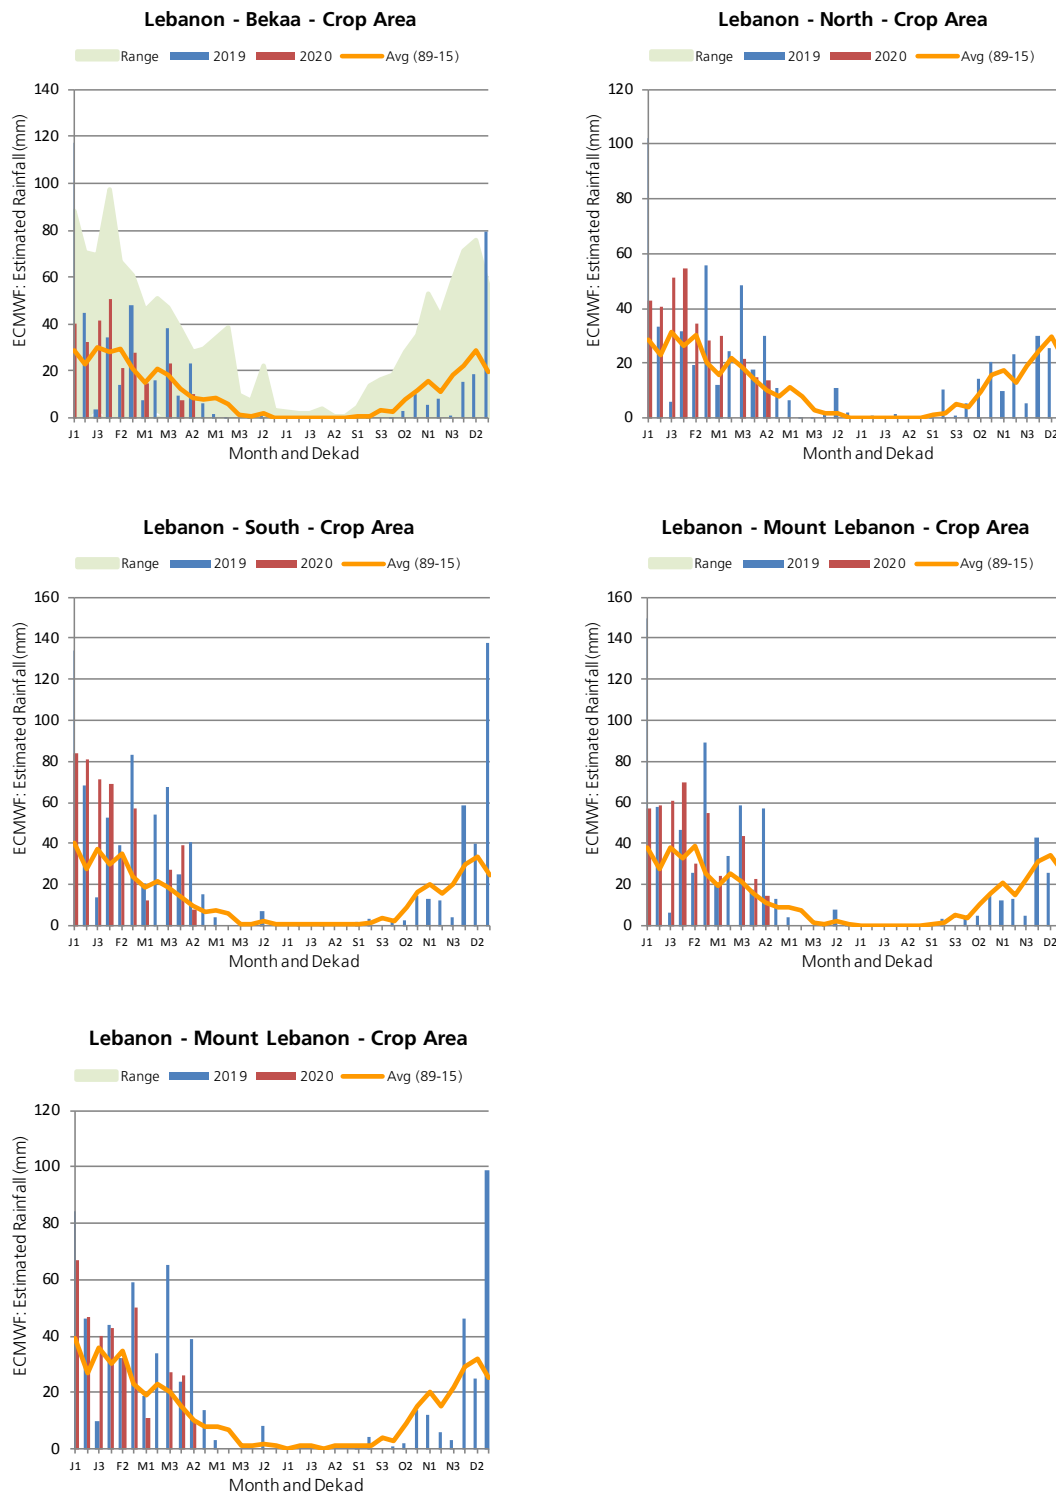 Lebanon - Bekaa - Crop Area
Range 2019 2020 Avg (89-15)
ECMWF: Estimated Rainfall (mm)
140
120
100
80
60
40
20
0
J1 J3 F2 M1 M3 A2 M1 M3 J2 J1 J3 A2 S1 S3 O2 N1 N3 D2
Month and Dekad
Lebanon - North - Crop Area
Range 2019 2020 Avg (89-15)
ECMWF: Estimated Rainfall (mm)
120
100
80
60
40
20
0
J1 J3 F2 M1 M3 A2 M1 M3 J2 J1 J3 A2 S1 S3 O2 N1 N3 D2
Month and Dekad
Lebanon - South - Crop Area
Range 2019 2020 Avg (89-15)
ECMWF: Estimated Rainfall (mm)
160
140
120
100
80
60
40
20
0
J1 J3 F2 M1 M3 A2 M1 M3 J2 J1 J3 A2 S1 S3 O2 N1 N3 D2
Month and Dekad
Lebanon - Mount Lebanon - Crop Area
Range 2019 2020 Avg (89-15)
ECMWF: Estimated Rainfall (mm)
160
140
120
100
80
60
40
20
0
J1 J3 F2 M1 M3 A2 M1 M3 J2 J1 J3 A2 S1 S3 O2 N1 N3 D2
Month and Dekad
Lebanon - Mount Lebanon - Crop Area
Range 2019 2020 Avg (89-15)
ECMWF: Estimated Rainfall (mm)
120
100
80
60
40
20
0
J1 J3 F2 M1 M3 A2 M1 M3 J2 J1 J3 A2 S1 S3 O2 N1 N3 D2
Month and Dekad